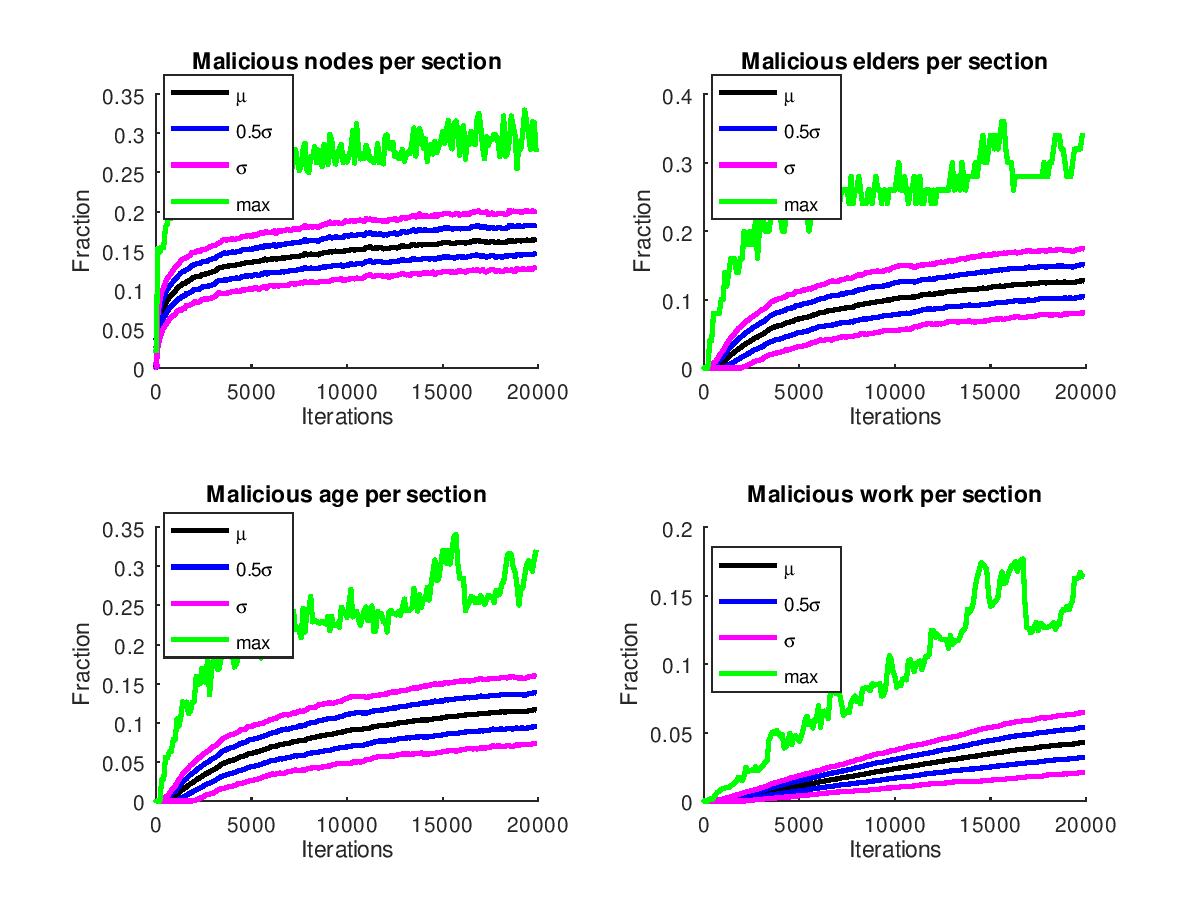 Malicious nodes per section
0.35
0.3
0.25
0.2
0.15
0.1
0.05
0
Fraction
μ
0.5σ
σ
max
0 5000 10000 15000 20000
Iterations
Malicious elders per section
0.4
0.3
0.2
0.1
0
Fraction
μ
0.5σ
σ
max
0 5000 10000 15000 20000
Iterations
Malicious age per section
0.35
0.3
0.25
0.2
0.15
0.1
0.05
0
Fraction
μ
0.5σ
σ
max
0 5000 10000 15000 20000
Iterations
Malicious work per section
0.2
0.15
0.1
0.05
0
Fraction
μ
0.5σ
σ
max
0 5000 10000 15000 20000
Iterations